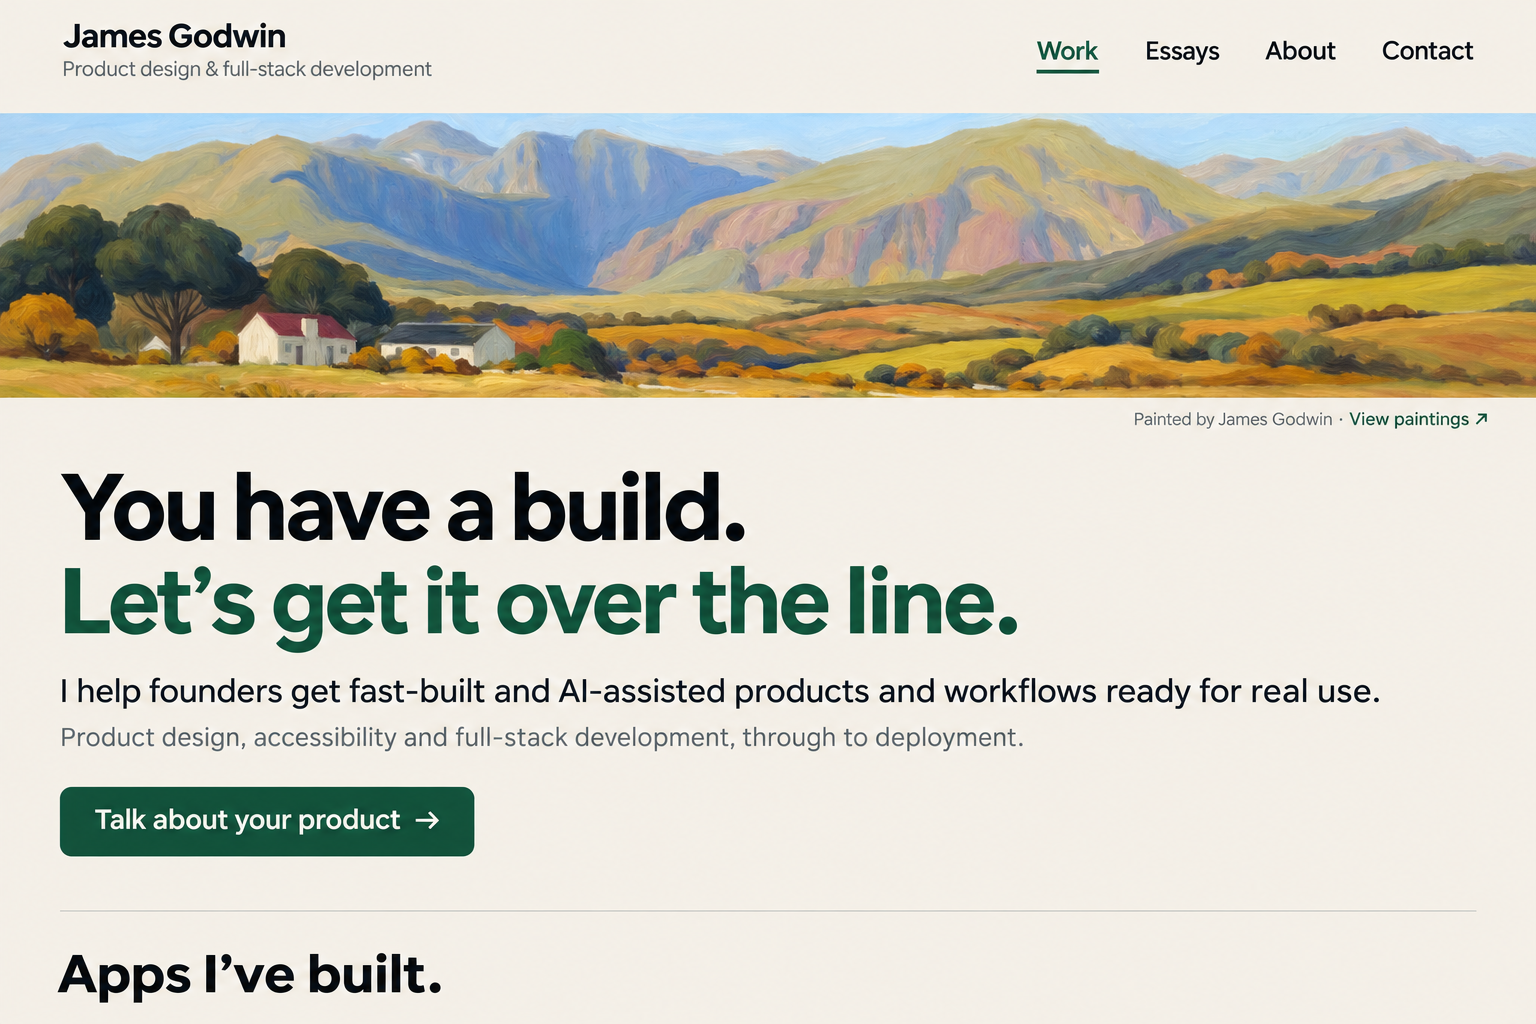 James Godwin
Product design & full-stack development
Work Essays About Contact
Painted by James Godwin · View paintings ↗
You have a build.
Let’s get it over the line.
I help founders get fast-built and AI-assisted products and workflows ready for real use.
Product design, accessibility and full-stack development, through to deployment.
Talk about your product →
Apps I’ve built.